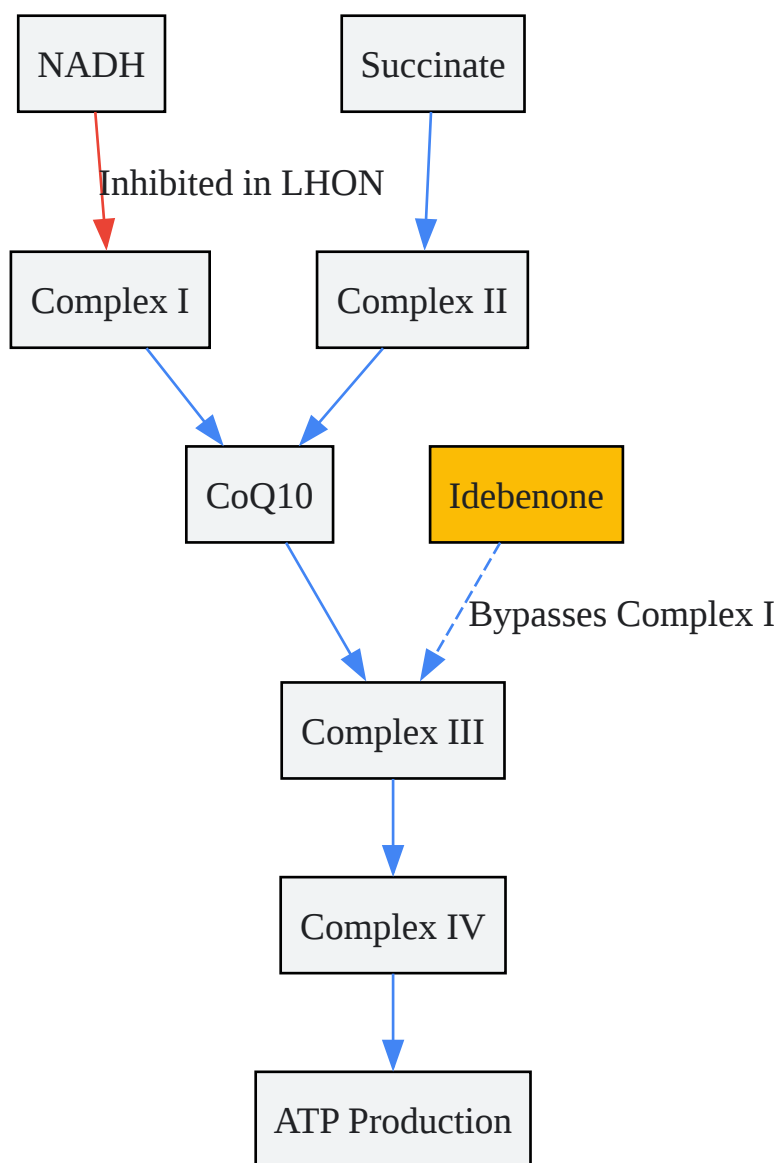 NADH
Succinate
Inhibited in LHON
Complex I
Complex II
CoQ10
Idebenone
Bypasses Complex I
Complex III
Complex IV
ATP Production